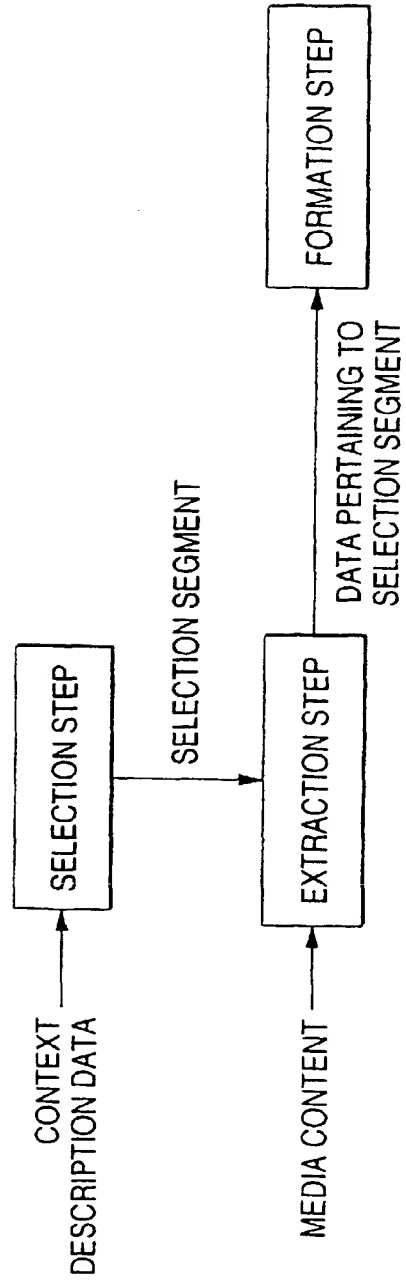 CONTEXT
DESCRIPTION DATA
SELECTION STEP
SELECTION SEGMENT
MEDIA CONTENT
EXTRACTION STEP
DATA PERTAINING TO
SELECTION SEGMENT
FORMATION STEP